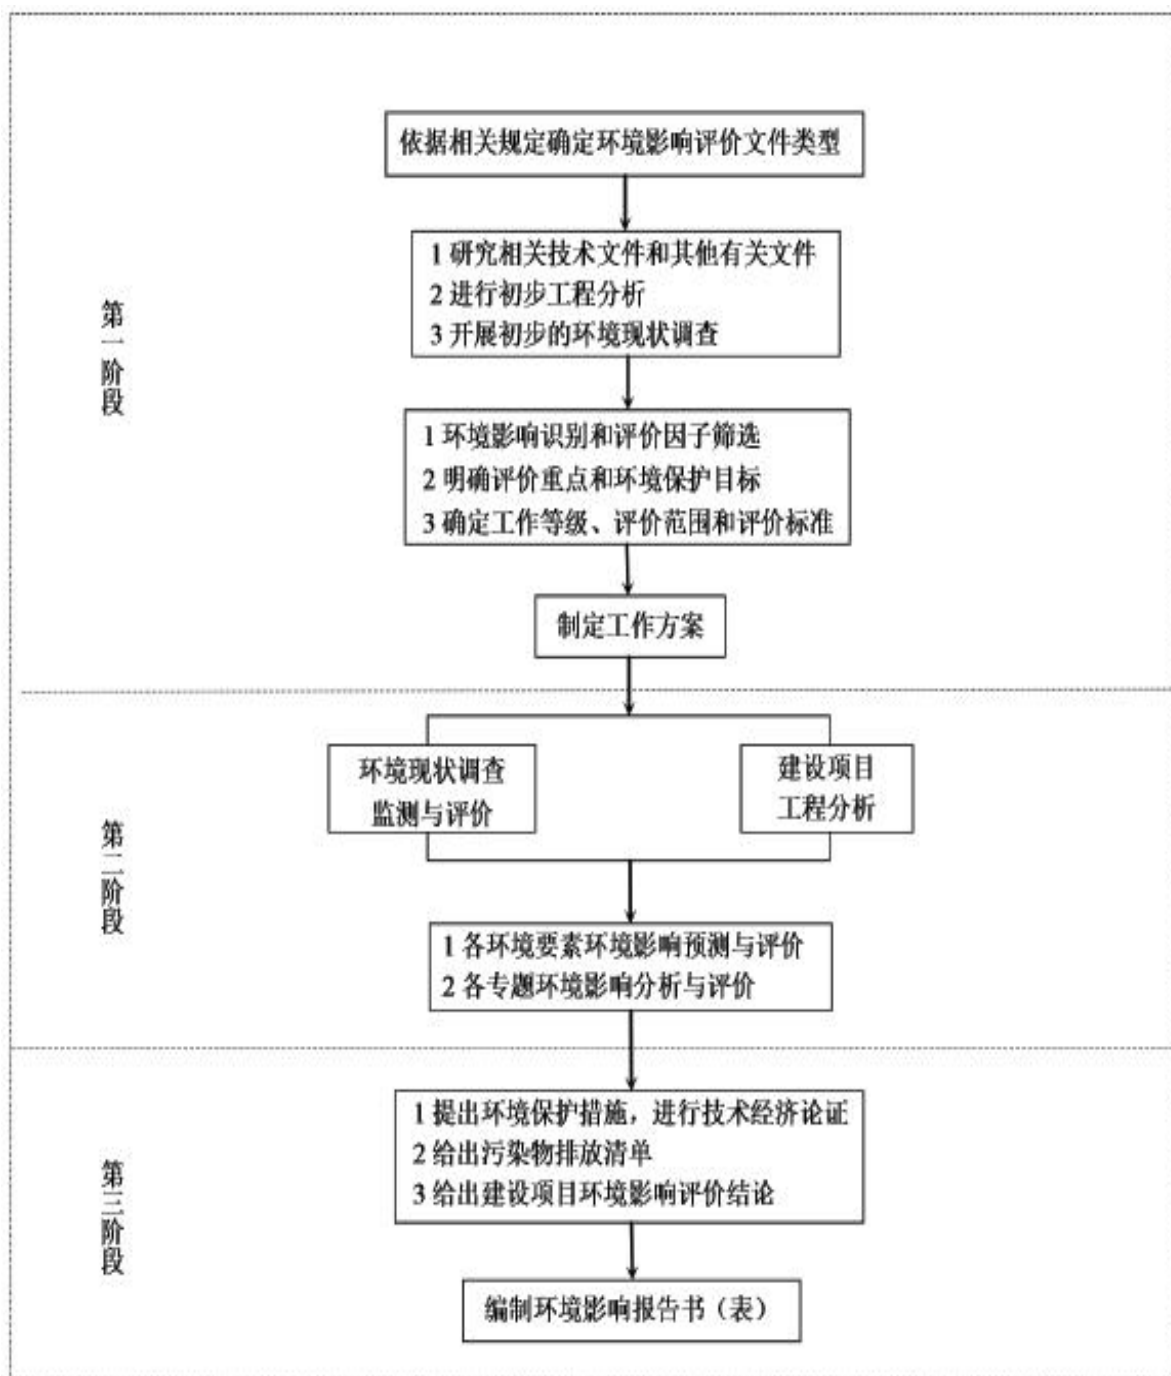 依据相关规定确定环境影响评价文件类型
1 研究相关技术文件和其他有关文件
2 进行初步工程分析
3 开展初步的环境现状调查
第一阶段
1 环境影响识别和评价因子筛选
2 明确评价重点和环境保护目标
3 确定工作等级、评价范围和评价标准
制定工作方案
环境现状调查
监测与评价
建设项目
工程分析
第二阶段
1 各环境要素环境影响预测与评价
2 各专题环境影响分析与评价
1 提出环境保护措施，进行技术经济论证
2 给出污染物排放清单
3 给出建设项目环境影响评价结论
第三阶段
编制环境影响报告书（表）